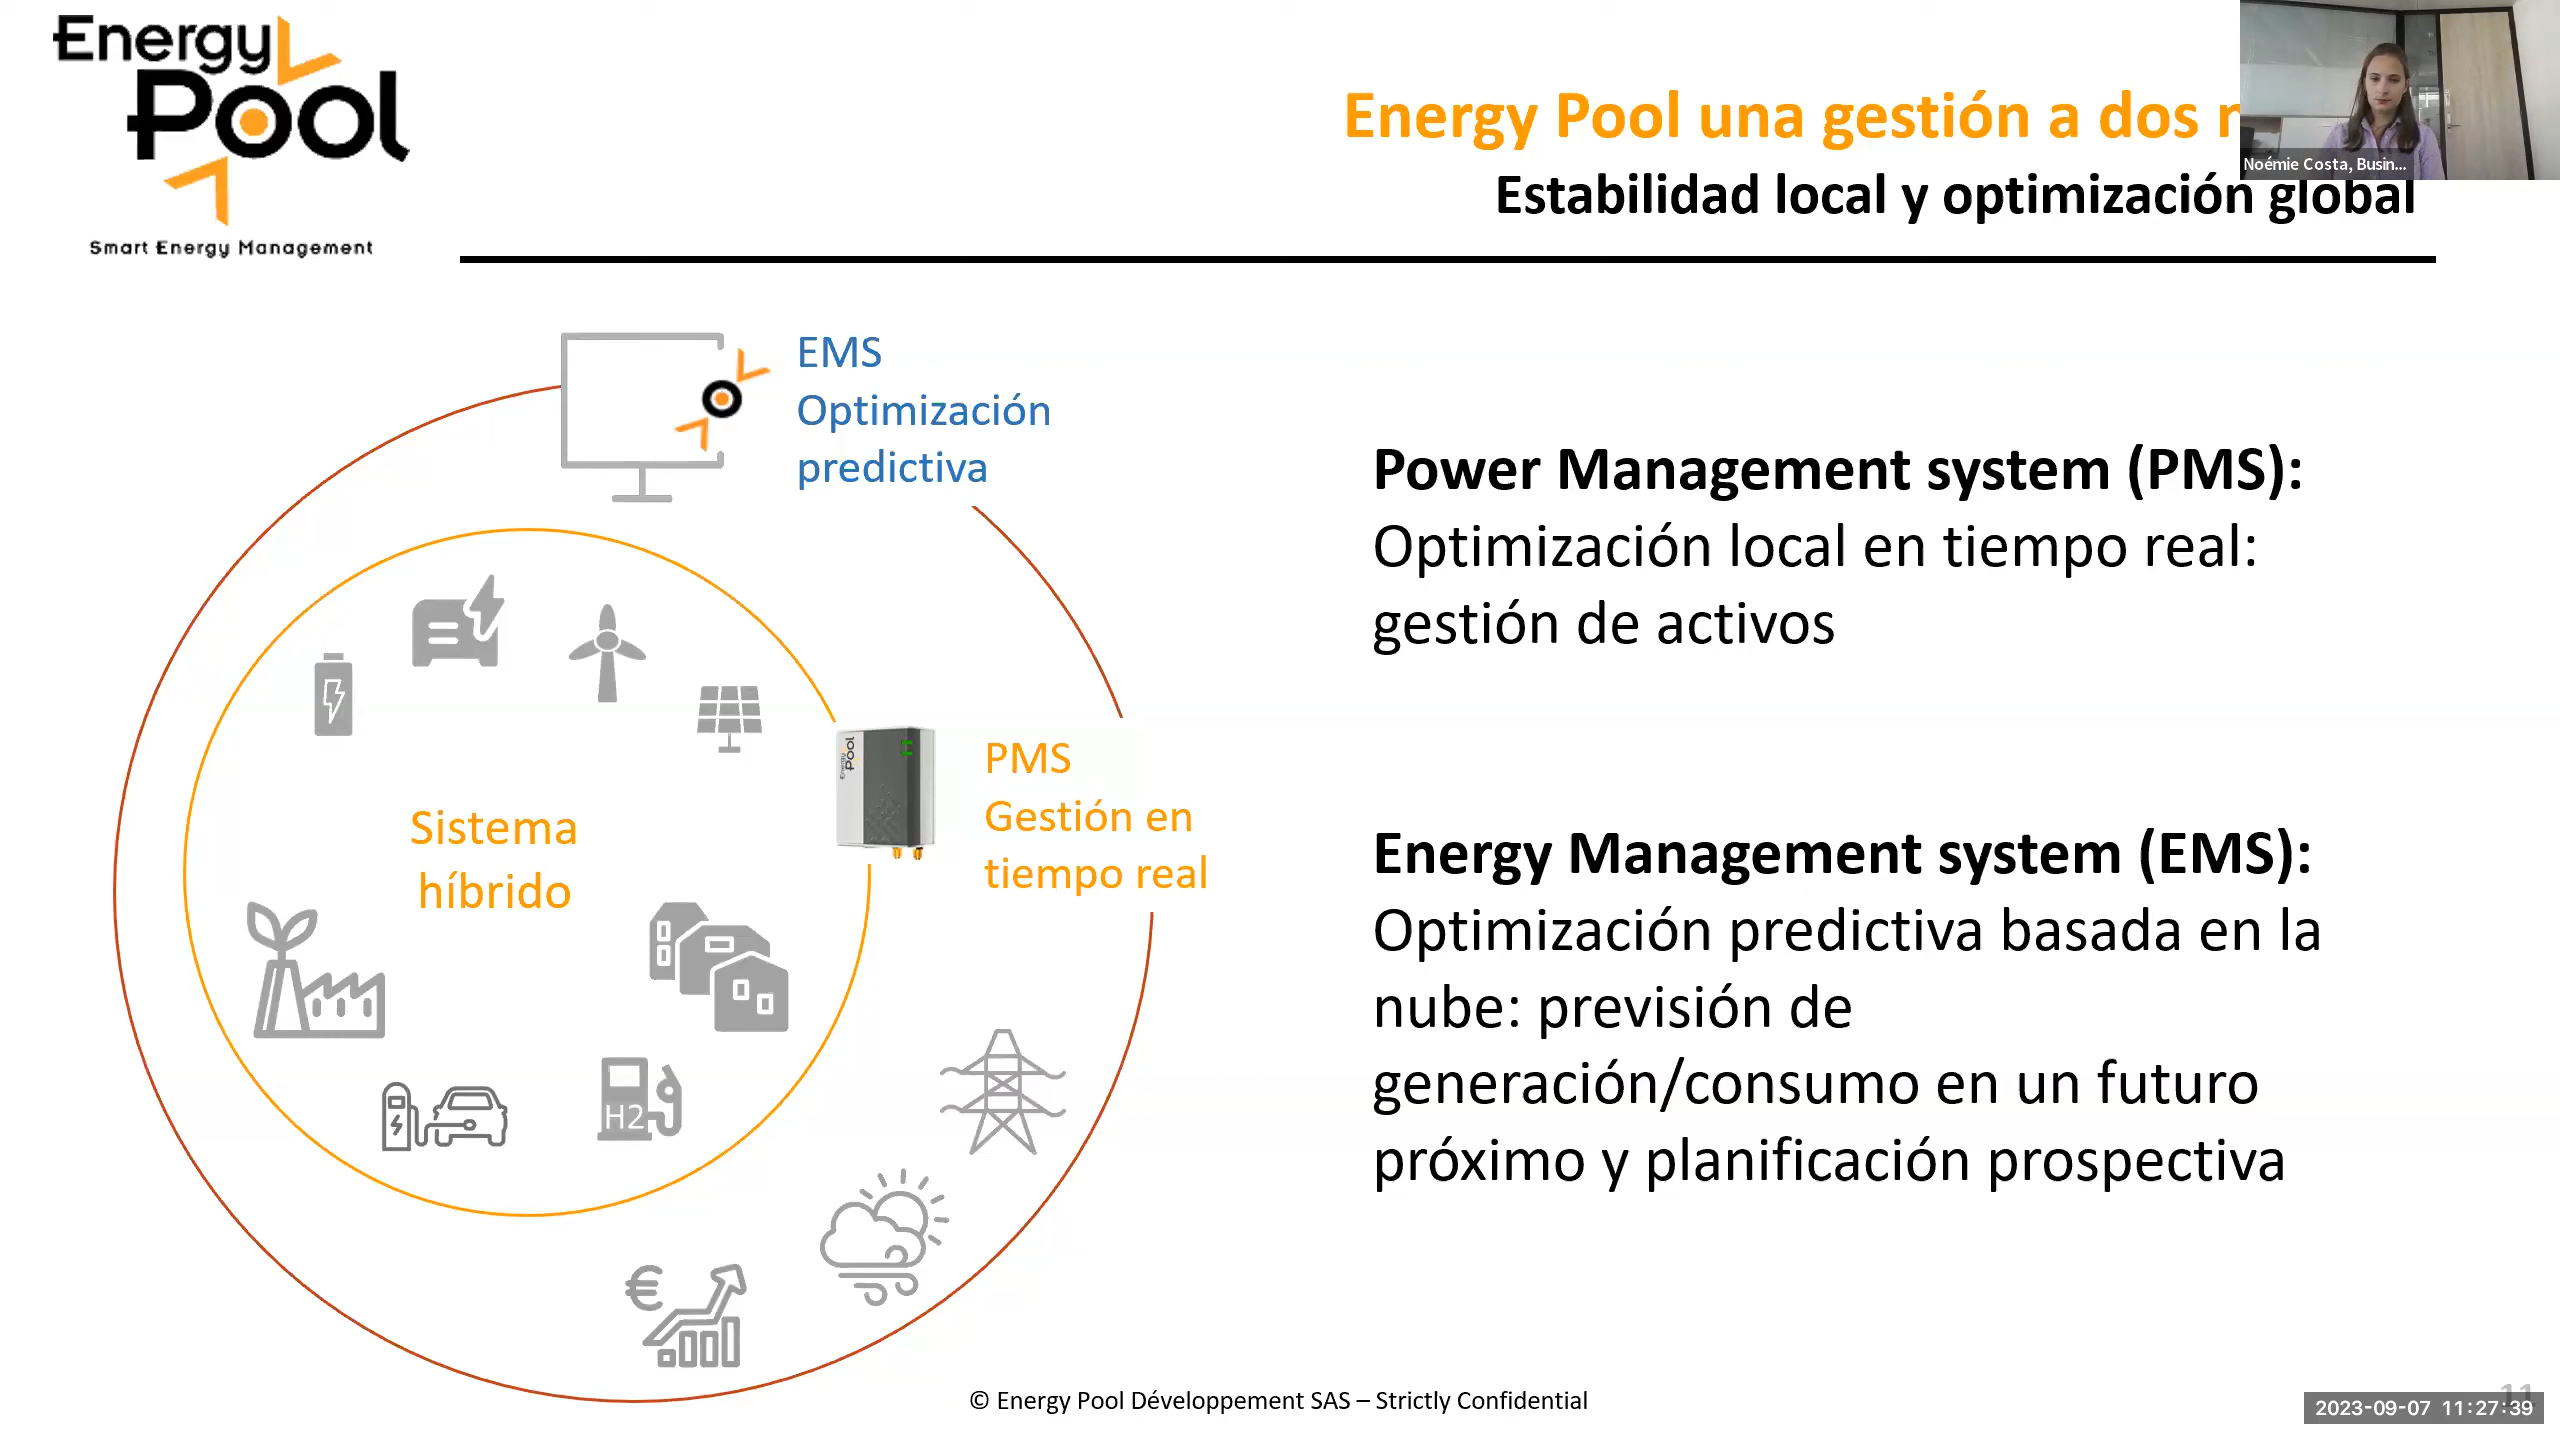 Energy
Pool
Smart Energy Management
Energy Pool una gestión a dos
Noémie Costa, Busin...
Estabilidad local y optimización global
EMS
Optimización
predictiva
Power Management system (PMS):
Optimización local en tiempo real:
gestión de activos
Energy Pool
PMS
Gestión en
tiempo real
Sistema
híbrido
H2
€
Energy Management system (EMS):
Optimización predictiva basada en la
nube: previsión de
generación/consumo en un futuro
próximo y planificación prospectiva
© Energy Pool Développement SAS – Strictly Confidential
11
2023-09-07 11:27:39